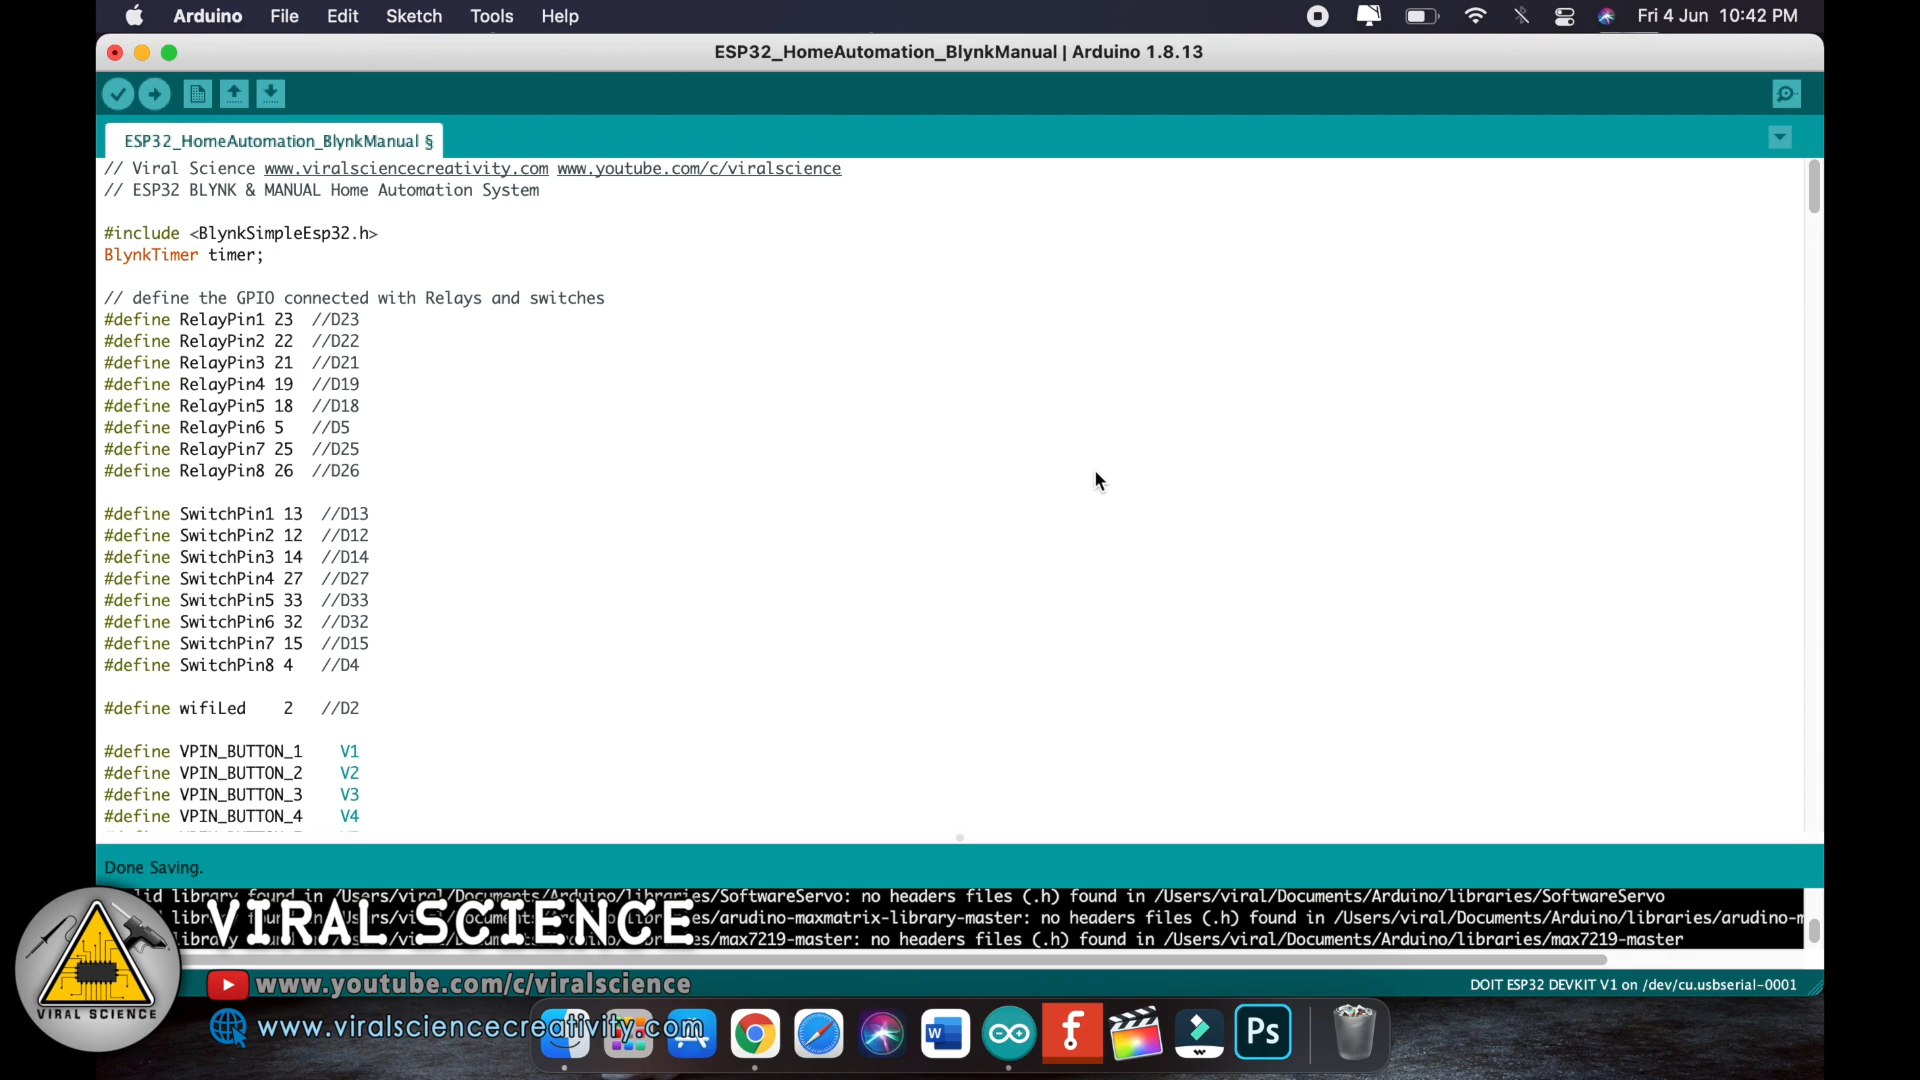 Arduino File Edit Sketch Tools Help Fri 4 Jun 10:42 PM
ESP32_HomeAutomation_BlynkManual | Arduino 1.8.13
ESP32_HomeAutomation_BlynkManual §
// Viral Science www.viralsciencecreativity.com www.youtube.com/c/viralscience
// ESP32 BLYNK & MANUAL Home Automation System
#include <BlynkSimpleEsp32.h>
BlynkTimer timer;
// define the GPIO connected with Relays and switches
#define RelayPin1 23 //D23
#define RelayPin2 22 //D22
#define RelayPin3 21 //D21
#define RelayPin4 19 //D19
#define RelayPin5 18 //D18
#define RelayPin6 5 //D5
#define RelayPin7 25 //D25
#define RelayPin8 26 //D26
#define SwitchPin1 13 //D13
#define SwitchPin2 12 //D12
#define SwitchPin3 14 //D14
#define SwitchPin4 27 //D27
#define SwitchPin5 33 //D33
#define SwitchPin6 32 //D32
#define SwitchPin7 15 //D15
#define SwitchPin8 4 //D4
#define wifiLed 2 //D2
#define VPIN_BUTTON_1 V1
#define VPIN_BUTTON_2 V2
#define VPIN_BUTTON_3 V3
#define VPIN_BUTTON_4 V4
Done Saving.
lid library found in /Users/viral/Documents/Arduino/libraries/SoftwareServo: no headers files (.h) found in /Users/viral/Documents/Arduino/libraries/SoftwareServo
es/arudino-maxmatrix-library-master: no headers files (.h) found in /Users/viral/Documents/Arduino/libraries/arudino-m
es/max7219-master: no headers files (.h) found in /Users/viral/Documents/Arduino/libraries/max7219-master
VIRAL SCIENCE
www.youtube.com/c/viralscience
DOIT ESP32 DEVKIT V1 on /dev/cu.usbserial-0001
VIRAL SCIENCE
www.viralsciencecreativity.com
W
f
Ps